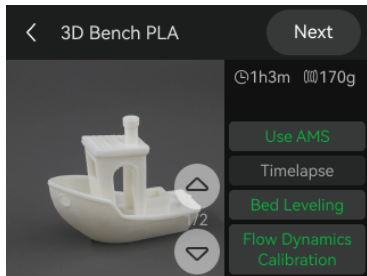 3D Bench PLA
Next
1h3m 170g
Use AMS
Timelapse
Bed Leveling
1/2
Flow Dynamics
Calibration